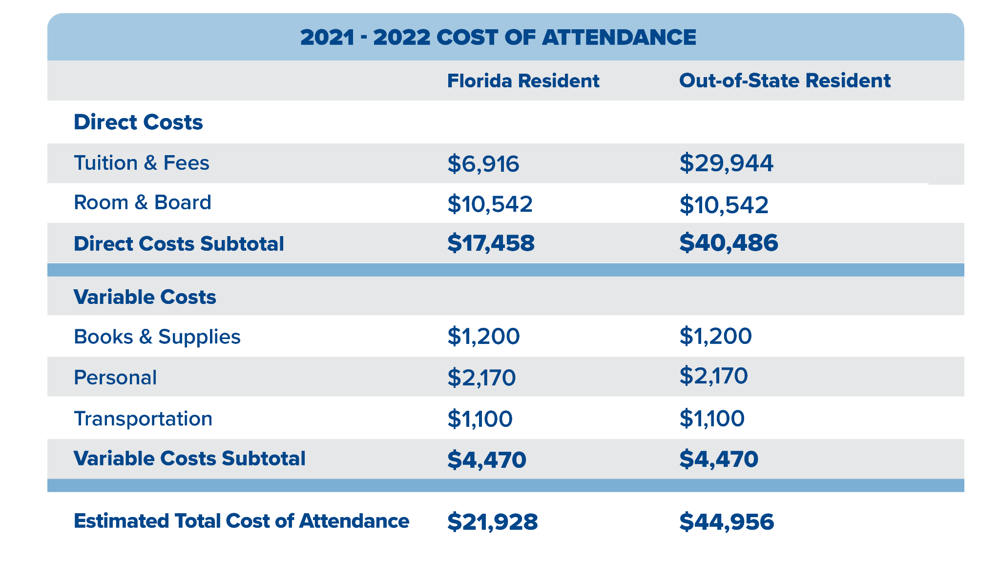 2021 - 2022 COST OF ATTENDANCE
Florida Resident Out-of-State Resident
Direct Costs
Tuition & Fees $6,916 $29,944
Room & Board $10,542 $10,542
Direct Costs Subtotal $17,458 $40,486
Variable Costs
Books & Supplies $1,200 $1,200
Personal $2,170 $2,170
Transportation $1,100 $1,100
Variable Costs Subtotal $4,470 $4,470
Estimated Total Cost of Attendance $21,928 $44,956